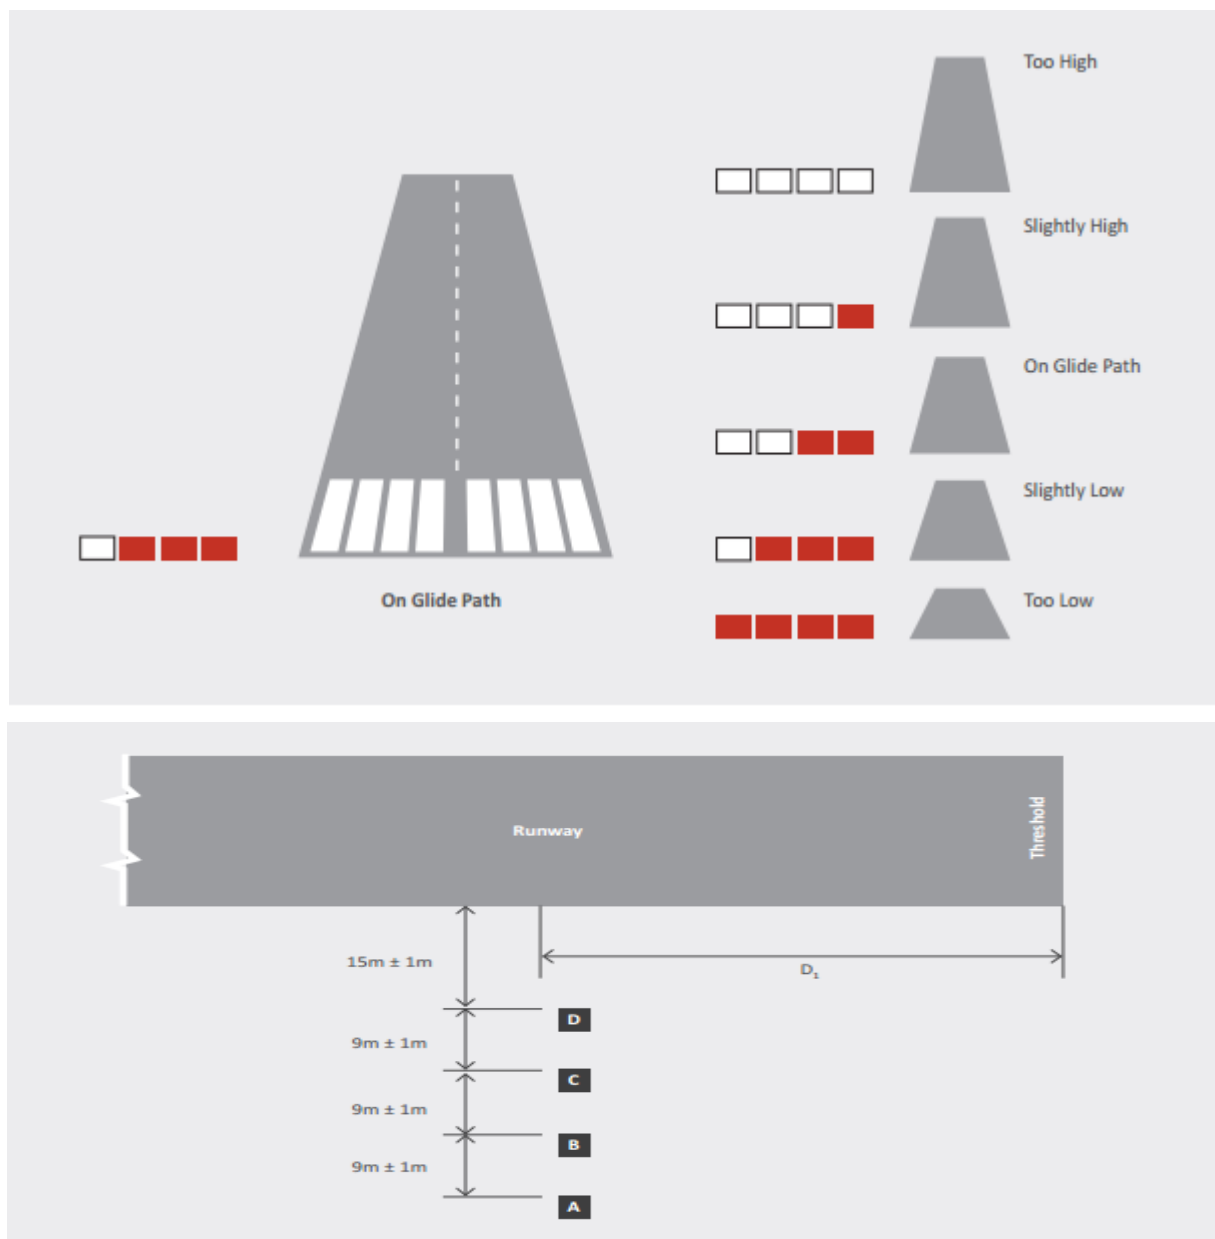 Too High
Slightly High
On Glide Path
Slightly Low
Too Low
On Glide Path
Runway
Threshold
15m ± 1m
D₁
D
9m ± 1m
C
9m ± 1m
B
9m ± 1m
A